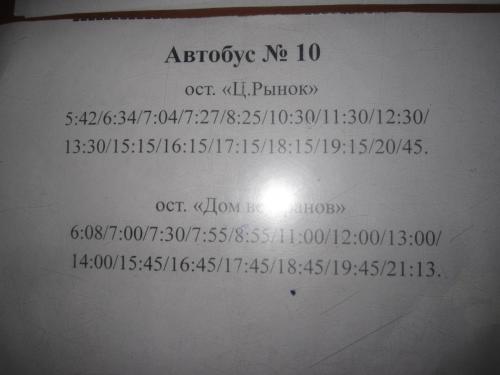 Автобус № 10
ост. «Ц.Рынок»
5:42/6:34/7:04/7:27/8:25/10:30/11:30/12:30/
13:30/15:15/16:15/17:15/18:15/19:15/20/45.
ост. «Дом ветеранов»
6:08/7:00/7:30/7:55/8:55/11:00/12:00/13:00/
14:00/15:45/16:45/17:45/18:45/19:45/21:13.